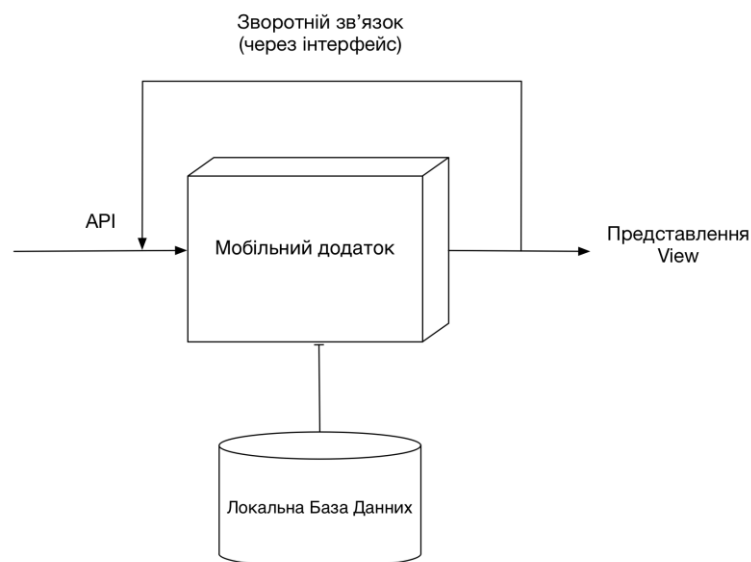 Зворотній зв’язок
(через інтерфейс)
API
Мобільний додаток
Представлення
View
Локальна База Данних